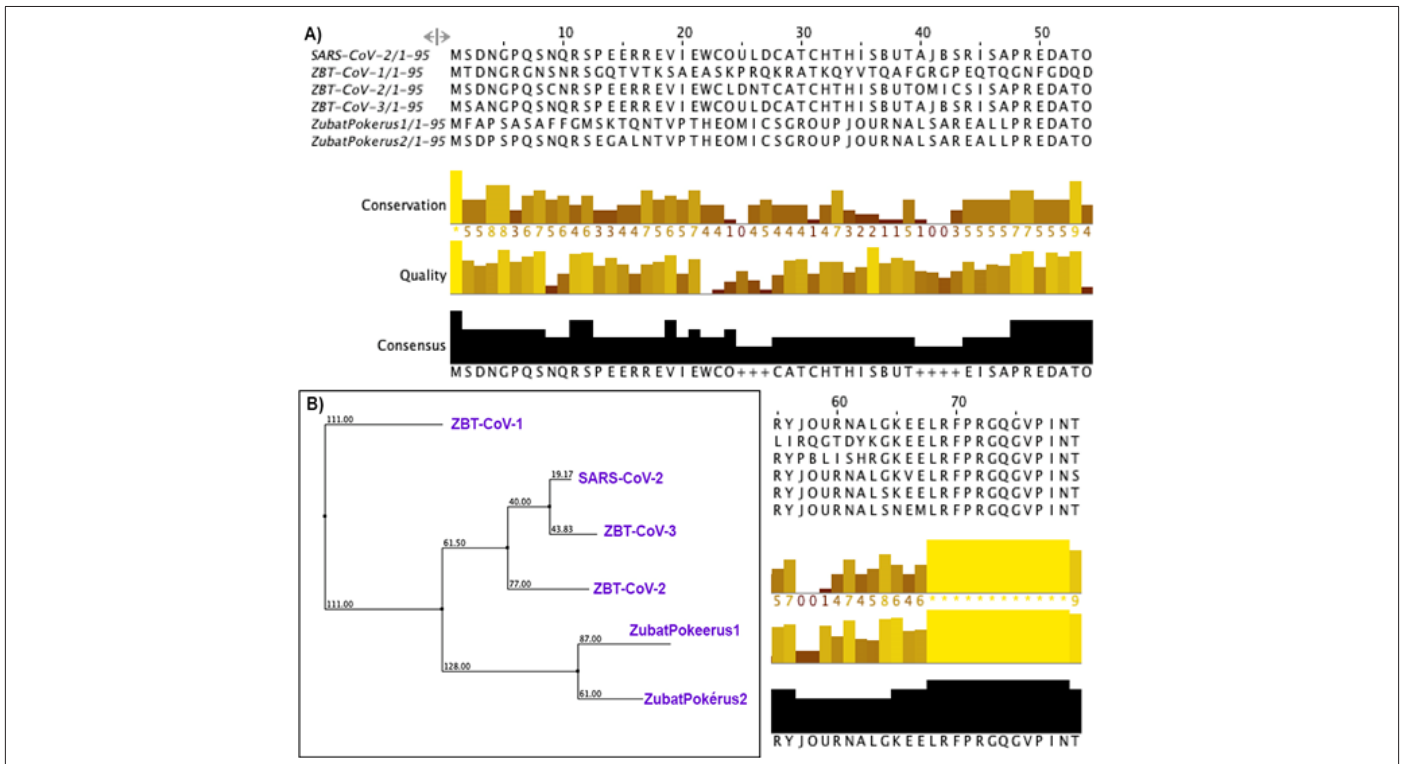 A)
10 20 30 40 50
SARS-CoV-2/1-95 MSDNGPQSNQRSPEERREVIEWCOULDCATCHTHISBUTAJBSRISAPREDATO
ZBT-CoV-1/1-95 MTDNGRGNSNRSGQTVTKSAEASKPRQKRATKQYVTQAFGRGPEQTQGNFGDQD
ZBT-CoV-2/1-95 MSDNGPQSCNRSPEERREVIEWCLDNTCATCHTHISBUTOMICSISAPREDATO
ZBT-CoV-3/1-95 MSANGPQSNQRSPEERREVIEWCOULDCATCHTHISBUTAJBSRISAPREDATO
ZubatPokerus1/1-95 MFAPSASAFFGMSKTQNTVPTHEOMICSGROUPJOURNALSAREALLPREDATO
ZubatPokerus2/1-95 MSDPSPQSNQRSEGALNTVPTHEOMICSGROUPJOURNALSAREALLPREDATO
Conservation
*55883675646334475657441045444147322115100355557755594
Quality
Consensus
MSDNGPQSNQRSPEERREVIEWCO+++CATCHTHISBUT++++EISAPREDATO
B)
111.00 ZBT-CoV-1
19.17 SARS-CoV-2
40.00
43.83 ZBT-CoV-3
61.50
77.00 ZBT-CoV-2
111.00
ZubatPokeerus1
87.00
128.00
61.00 ZubatPokérus2
60 70
RYJOURNALGKEELRFPRGQGVPINT
LIRQGTDYKGKEELRFPRGQGVPINT
RYPBLISHRGKEELRFPRGQGVPINT
RYJOURNALGKVELRFPRGQGVPINS
RYJOURNALSKEELRFPRGQGVPINT
RYJOURNALSNEMLRFPRGQGVPINT
5700147458646************9
RYJOURNALGKEELRFPRGQGVPINT